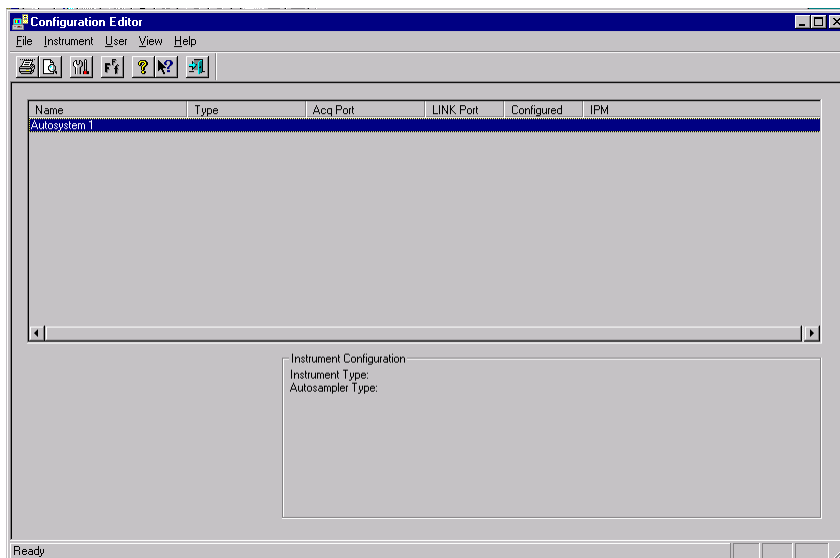 Configuration Editor
File Instrument User View Help
Name Type Acq Port LINK Port Configured IPM
Autosystem 1
Instrument Configuration
Instrument Type:
Autosampler Type:
Ready